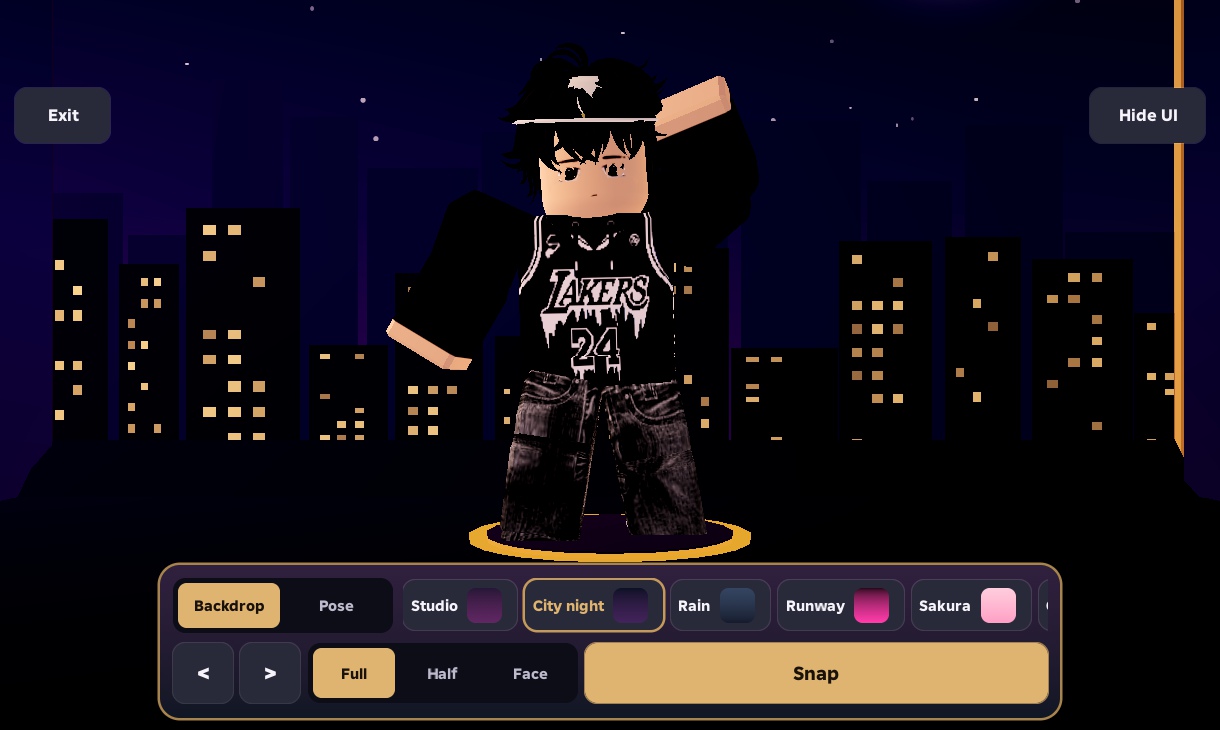 Exit
Hide UI
LAKERS
24
Backdrop
Pose
Studio
City night
Rain
Runway
Sakura
<
>
Full
Half
Face
Snap